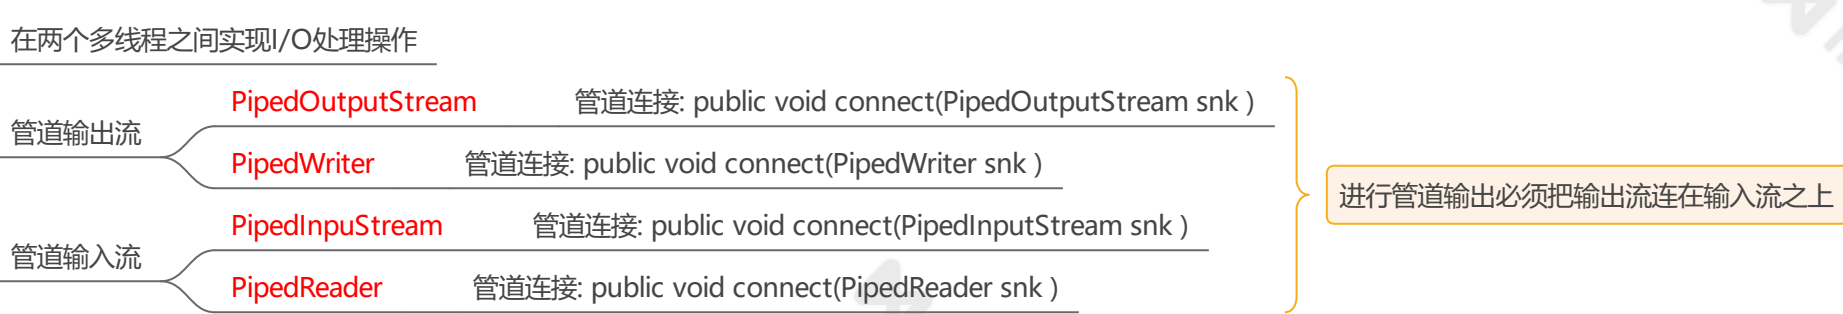 在两个多线程之间实现I/O处理操作
管道输出流
PipedOutputStream 管道连接: public void connect(PipedOutputStream snk )
PipedWriter 管道连接: public void connect(PipedWriter snk )
管道输入流
PipedInpuStream 管道连接: public void connect(PipedInputStream snk )
PipedReader 管道连接: public void connect(PipedReader snk )
进行管道输出必须把输出流连在输入流之上